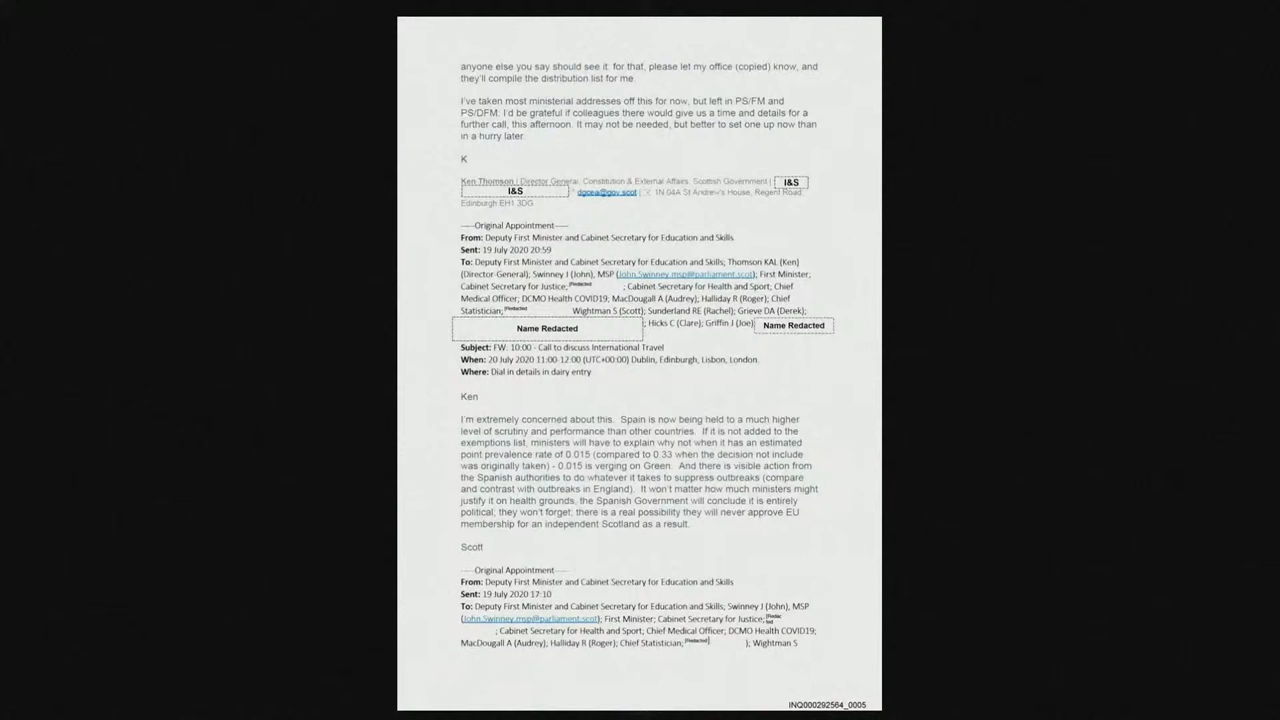 anyone else you say should see it: for that, please let my office (copied) know, and
they'll compile the distribution list for me.
I've taken most ministerial addresses off this for now, but left in PS/FM and
PS/DFM: I'd be grateful if colleagues there would give us a time and details for a
further call, this afternoon. It may not be needed, but better to set one up now than
in a hurry later.
K
Ken Thomson | Director General, Constitution & External Affairs, Scottish Government | I&S
I&S dgcea@gov.scot | 1N.04A St Andrew's House, Regent Road,
Edinburgh EH1 3DG
-----Original Appointment-----
From: Deputy First Minister and Cabinet Secretary for Education and Skills
Sent: 19 July 2020 20:59
To: Deputy First Minister and Cabinet Secretary for Education and Skills; Thomson KAL (Ken)
(Director-General); Swinney J (John), MSP (John.Swinney.msp@parliament.scot); First Minister;
Cabinet Secretary for Justice; [Redacted ; Cabinet Secretary for Health and Sport; Chief
Medical Officer; DCMO Health COVID19; MacDougall A (Audrey); Halliday R (Roger); Chief
Statistician; [Redacted Wightman S (Scott); Sunderland RE (Rachel); Grieve DA (Derek);
Name Redacted ; Hicks C (Clare); Griffin J (Joe) Name Redacted
Subject: FW: 10:00 - Call to discuss International Travel
When: 20 July 2020 11:00-12:00 (UTC+00:00) Dublin, Edinburgh, Lisbon, London.
Where: Dial in details in dairy entry
Ken
I'm extremely concerned about this. Spain is now being held to a much higher
level of scrutiny and performance than other countries. If it is not added to the
exemptions list, ministers will have to explain why not when it has an estimated
point prevalence rate of 0.015 (compared to 0.33 when the decision not include
was originally taken) - 0.015 is verging on Green. And there is visible action from
the Spanish authorities to do whatever it takes to suppress outbreaks (compare
and contrast with outbreaks in England). It won't matter how much ministers might
justify it on health grounds, the Spanish Government will conclude it is entirely
political; they won't forget; there is a real possibility they will never approve EU
membership for an independent Scotland as a result.
Scott
-----Original Appointment-----
From: Deputy First Minister and Cabinet Secretary for Education and Skills
Sent: 19 July 2020 17:10
To: Deputy First Minister and Cabinet Secretary for Education and Skills; Swinney J (John), MSP
(John.Swinney.msp@parliament.scot); First Minister; Cabinet Secretary for Justice; [Redacted
; Cabinet Secretary for Health and Sport; Chief Medical Officer; DCMO Health COVID19;
MacDougall A (Audrey); Halliday R (Roger); Chief Statistician; [Redacted] ); Wightman S
INQ000292564_0005